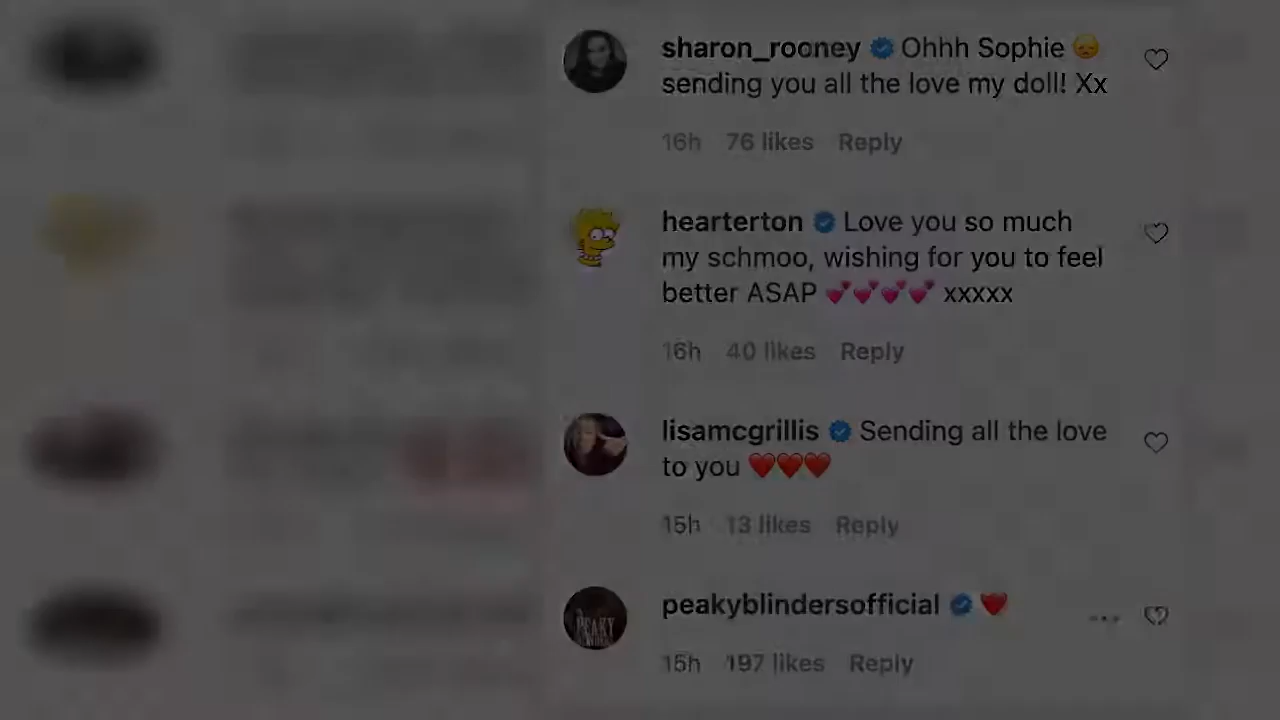 sharon_rooney Ohhh Sophie 😞
sending you all the love my doll! Xx
16h 76 likes Reply
hearterton Love you so much
my schmoo, wishing for you to feel
better ASAP 💕💕💕💕 xxxxx
16h 40 likes Reply
lisamcgrillis Sending all the love
to you ❤️❤️❤️
15h 13 likes Reply
peakyblindersofficial ❤️
PEAKY
15h 197 likes Reply